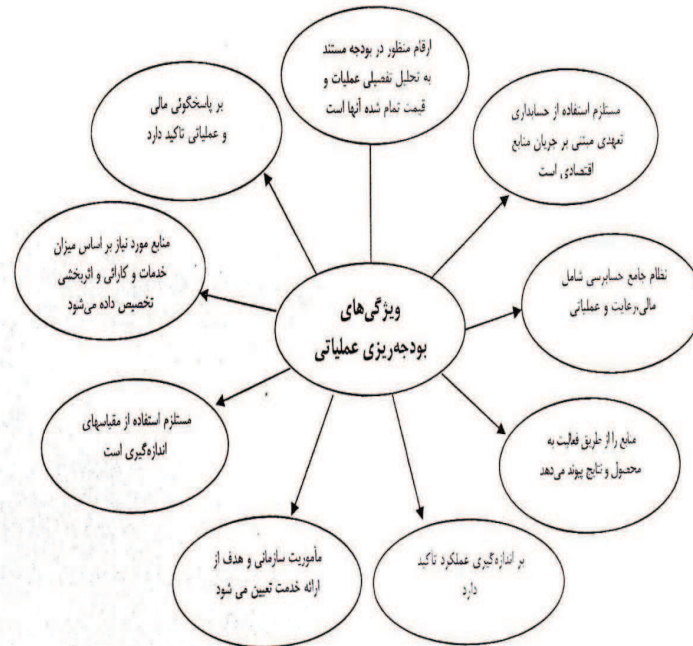 ارقام منظور در بودجه مستند
به تحلیل تفصیلی عملیات و
قیمت تمام شده آنها است
مستلزم استفاده از حسابداری
تعهدی مبتنی بر جریان منابع
اقتصادی است
نظام جامع حسابرسی شامل
مالی،رعایت و عملیاتی
منابع را از طریق فعالیت به
محصول و نتایج پیوند می‌دهد
بر اندازه‌گیری عملکرد تاکید
دارد
مأموریت سازمانی و هدف از
ارائه خدمت تعیین می شود
مستلزم استفاده از مقیاسهای
اندازه‌گیری است
منابع مورد نیاز بر اساس میزان
خدمات و کارائی و اثربخشی
تخصیص داده می‌شود
بر پاسخگوئی مالی
و عملیاتی تاکید دارد
ویژگی‌های
بودجه‌ریزی عملیاتی